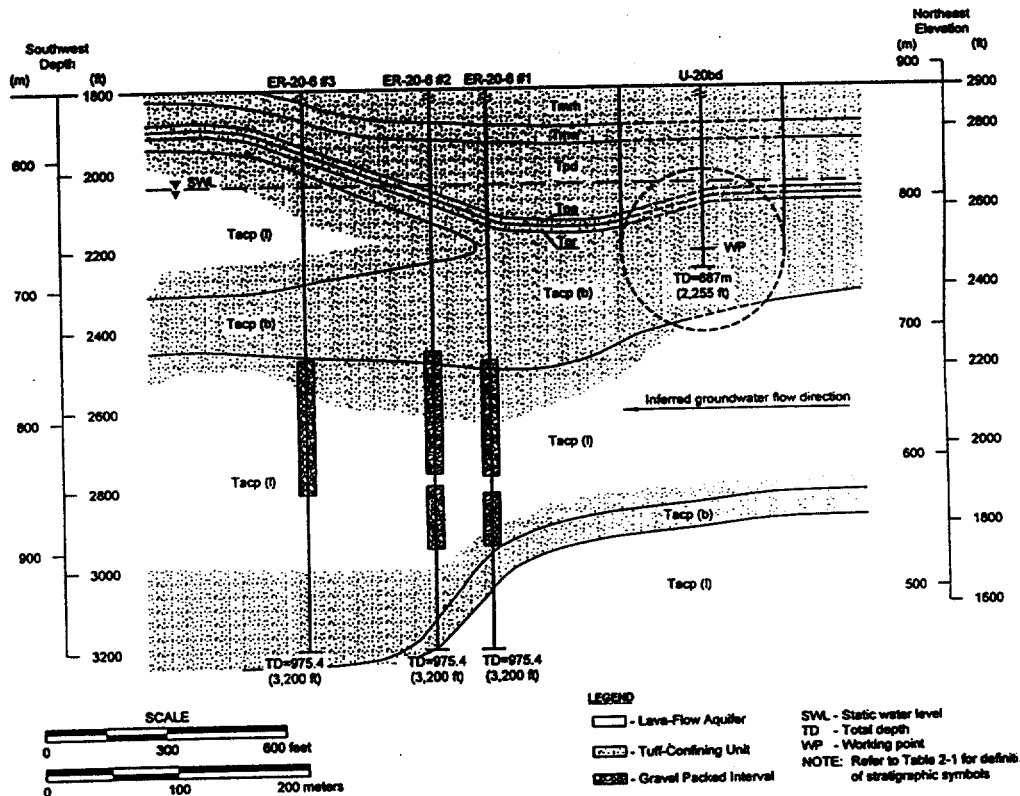 Southwest
Depth
(m) (ft)
Northeast
Elevation
(m) (ft)
ER-20-6 #3
ER-20-6 #2
ER-20-6 #1
U-20bd
1800
2000
2200
2400
2600
2800
3000
3200
600
700
800
900
900
800
700
600
500
2900
2800
2600
2400
2200
2000
1800
1600
SWL
Tmrh
Tpd
Tpr
WP
TD=687m
(2,255 ft)
Tacp (l)
Tacp (b)
Tacp (b)
Inferred groundwater flow direction
Tacp (l)
Tacp (l)
Tacp (b)
Tacp (l)
TD=975.4
(3,200 ft)
TD=975.4
(3,200 ft)
TD=975.4
(3,200 ft)
SCALE
0 300 600 feet
0 100 200 meters
LEGEND
- Lava-Flow Aquifer
- Tuff-Confining Unit
- Gravel Packed Interval
SWL - Static water level
TD - Total depth
WP - Working point
NOTE: Refer to Table 2-1 for definiti
of stratigraphic symbols